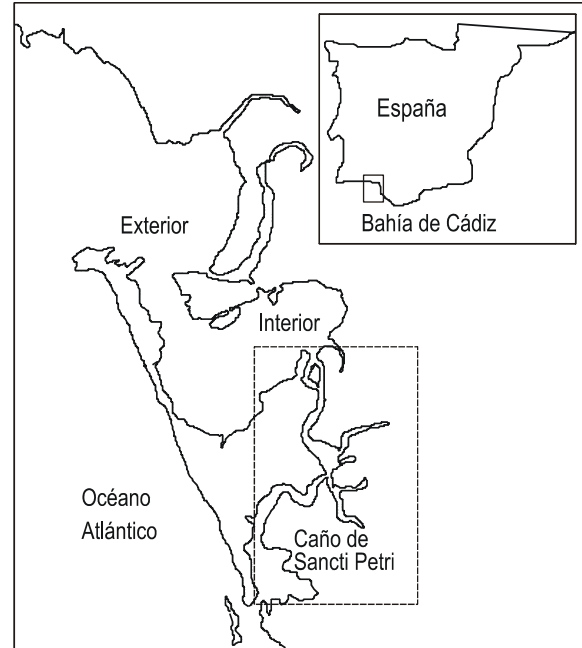 España
Bahía de Cádiz
Exterior
Interior
Océano
Atlántico
Caño de
Sancti Petri